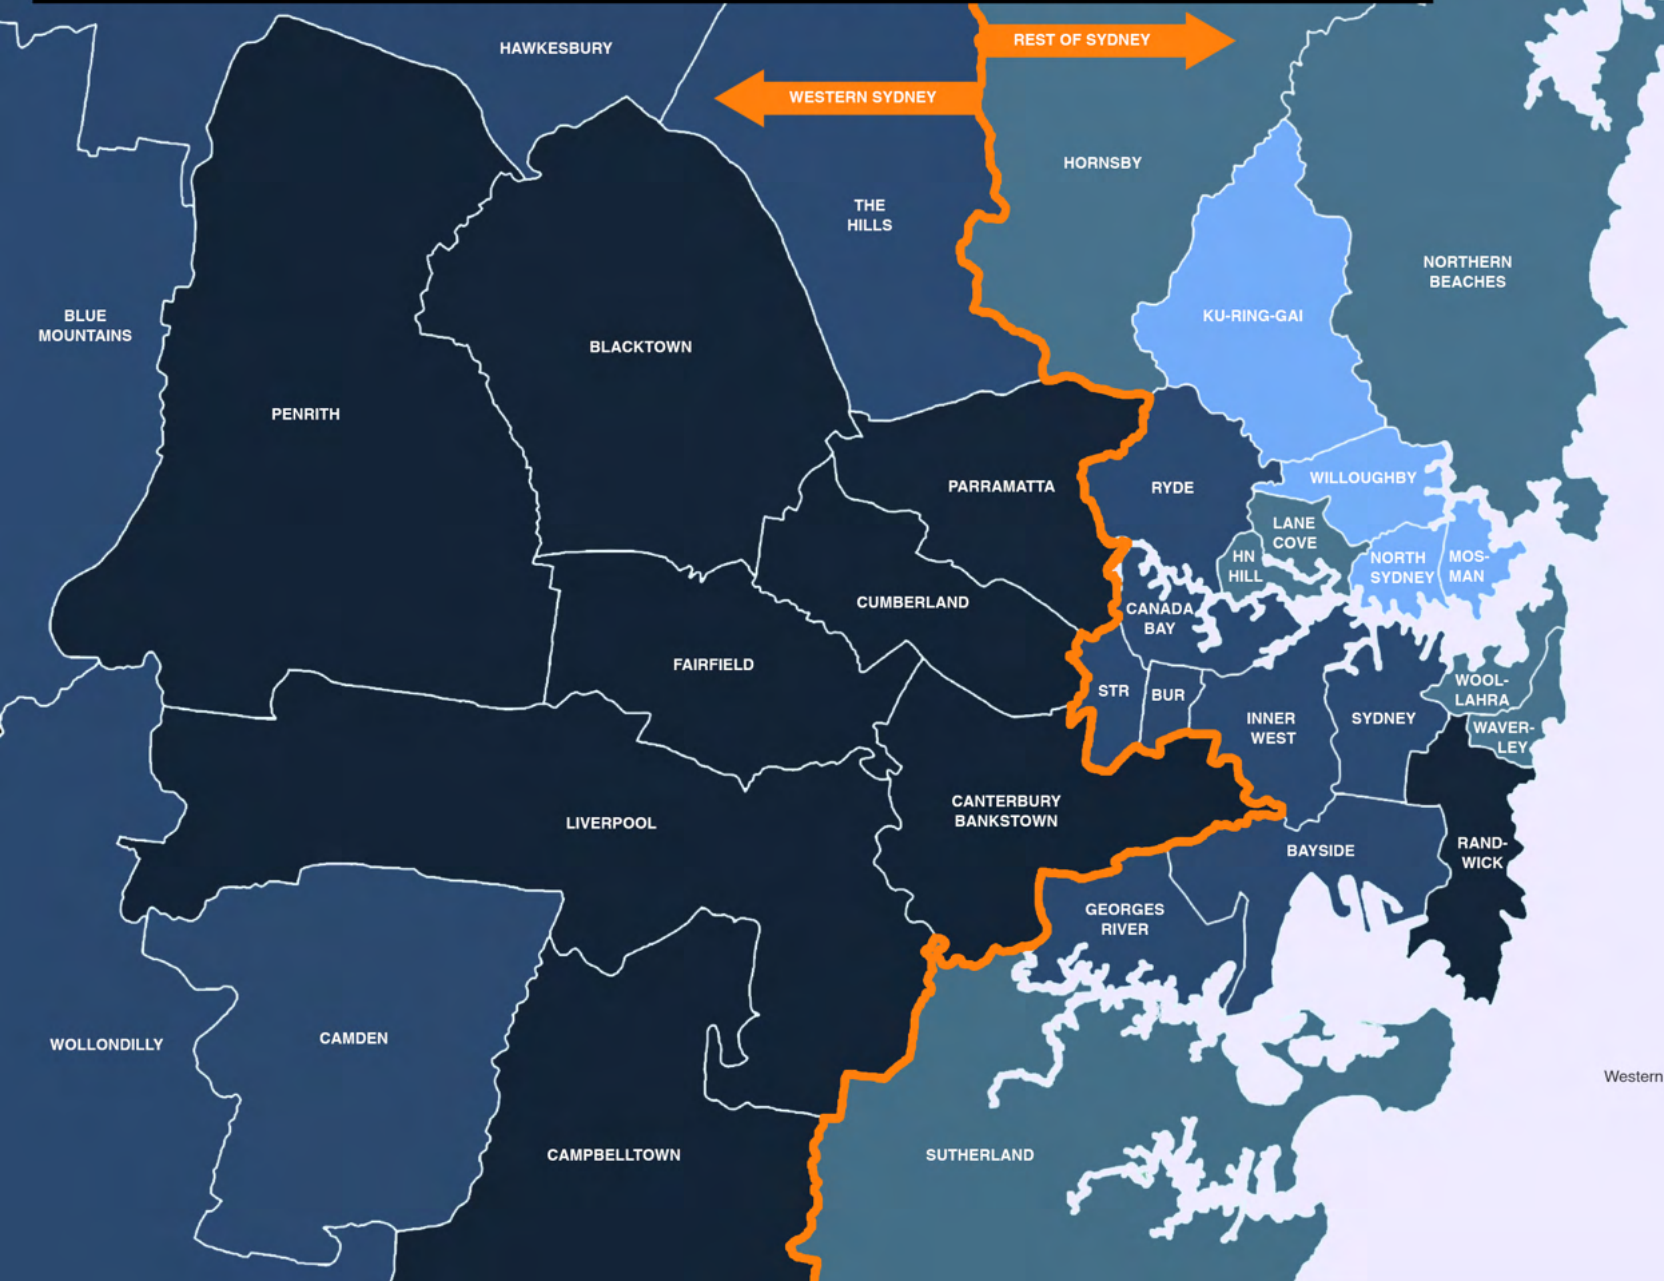 HAWKESBURY
REST OF SYDNEY
WESTERN SYDNEY
HORNSBY
THE
HILLS
NORTHERN
BEACHES
BLUE
MOUNTAINS
KU-RING-GAI
BLACKTOWN
PENRITH
PARRAMATTA
RYDE
WILLOUGHBY
LANE
COVE
HN
HILL
NORTH
SYDNEY
MOS-
MAN
CUMBERLAND
CANADA
BAY
FAIRFIELD
STR
BUR
INNER
WEST
SYDNEY
WOOL-
LAHRA
WAVER-
LEY
LIVERPOOL
CANTERBURY
BANKSTOWN
BAYSIDE
RAND-
WICK
GEORGES
RIVER
WOLLONDILLY
CAMDEN
Western
CAMPBELLTOWN
SUTHERLAND